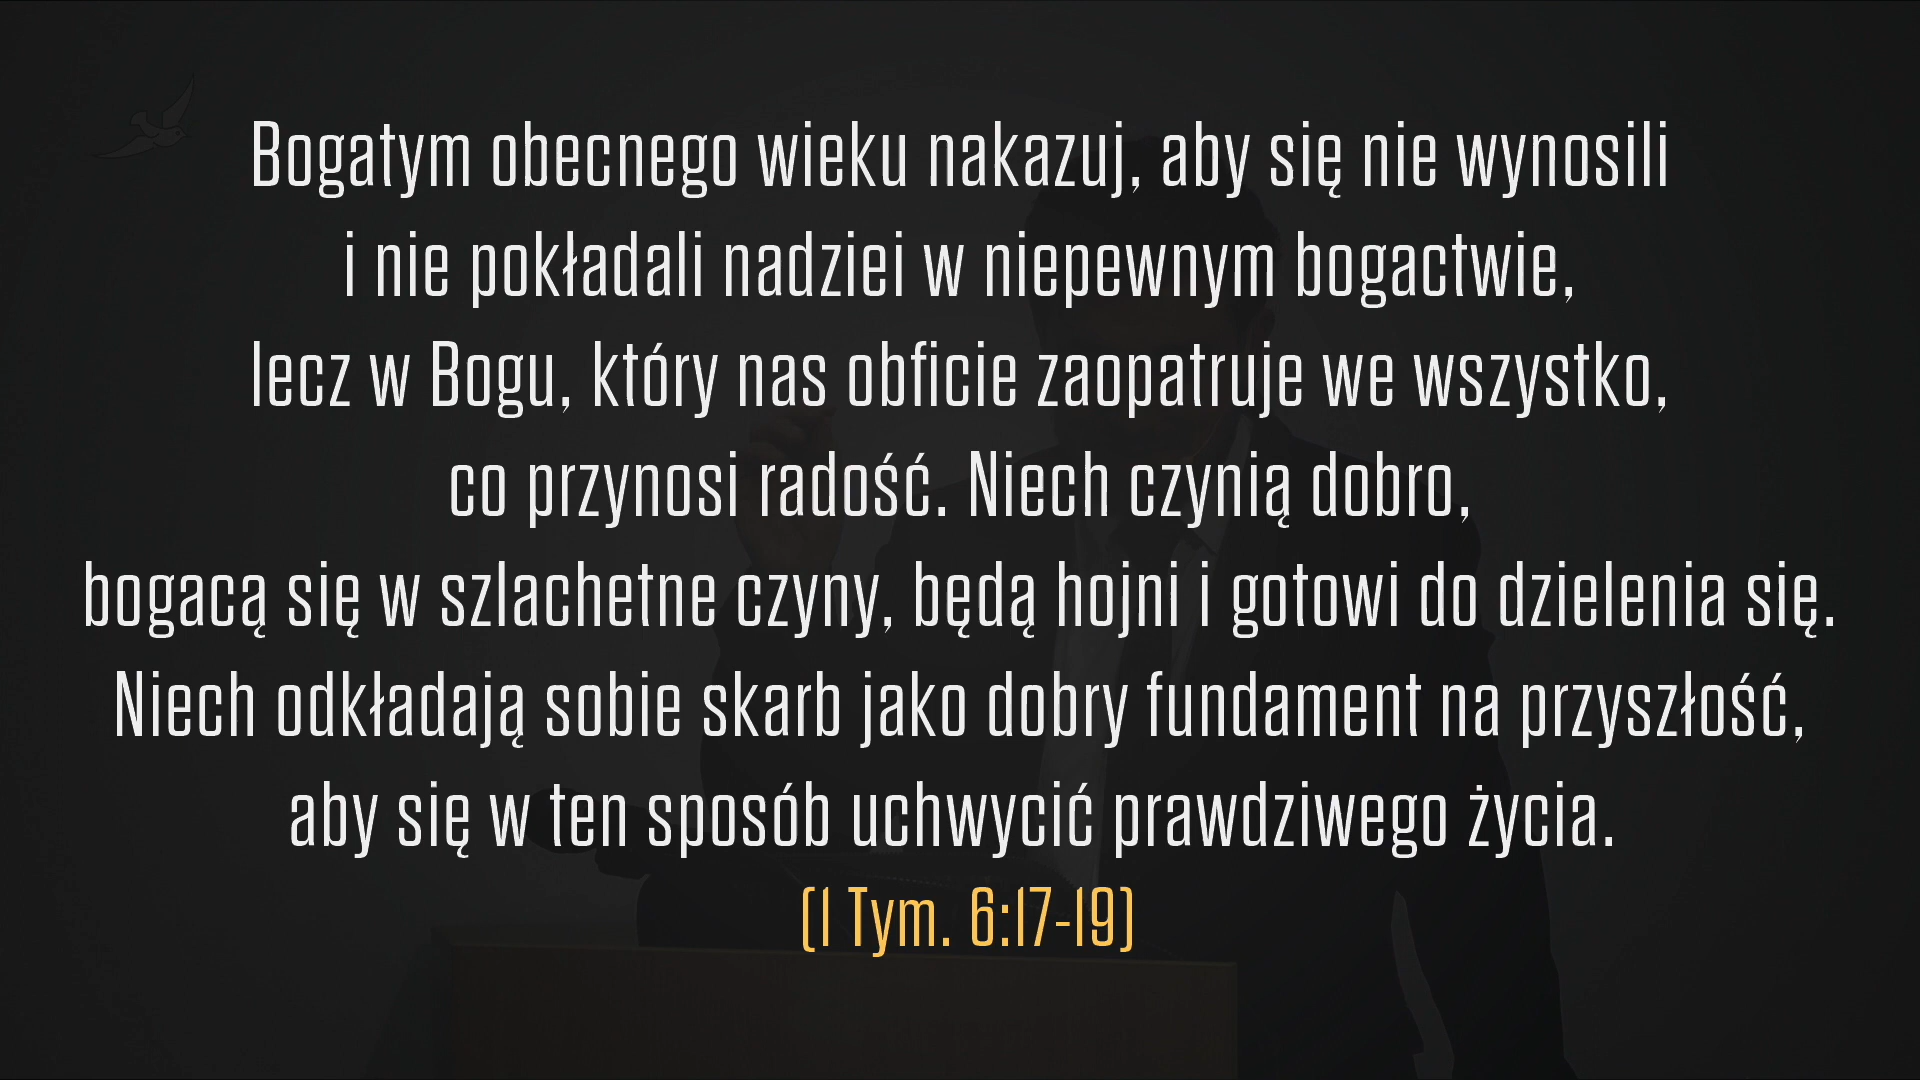 Bogatym obecnego wieku nakazuj, aby się nie wynosili
i nie pokładali nadziei w niepewnym bogactwie,
lecz w Bogu, który nas obficie zaopatruje we wszystko,
co przynosi radość. Niech czynią dobro,
bogacą się w szlachetne czyny, będą hojni i gotowi do dzielenia się.
Niech odkładają sobie skarb jako dobry fundament na przyszłość,
aby się w ten sposób uchwycić prawdziwego życia.
(1 Tym. 6:17-19)